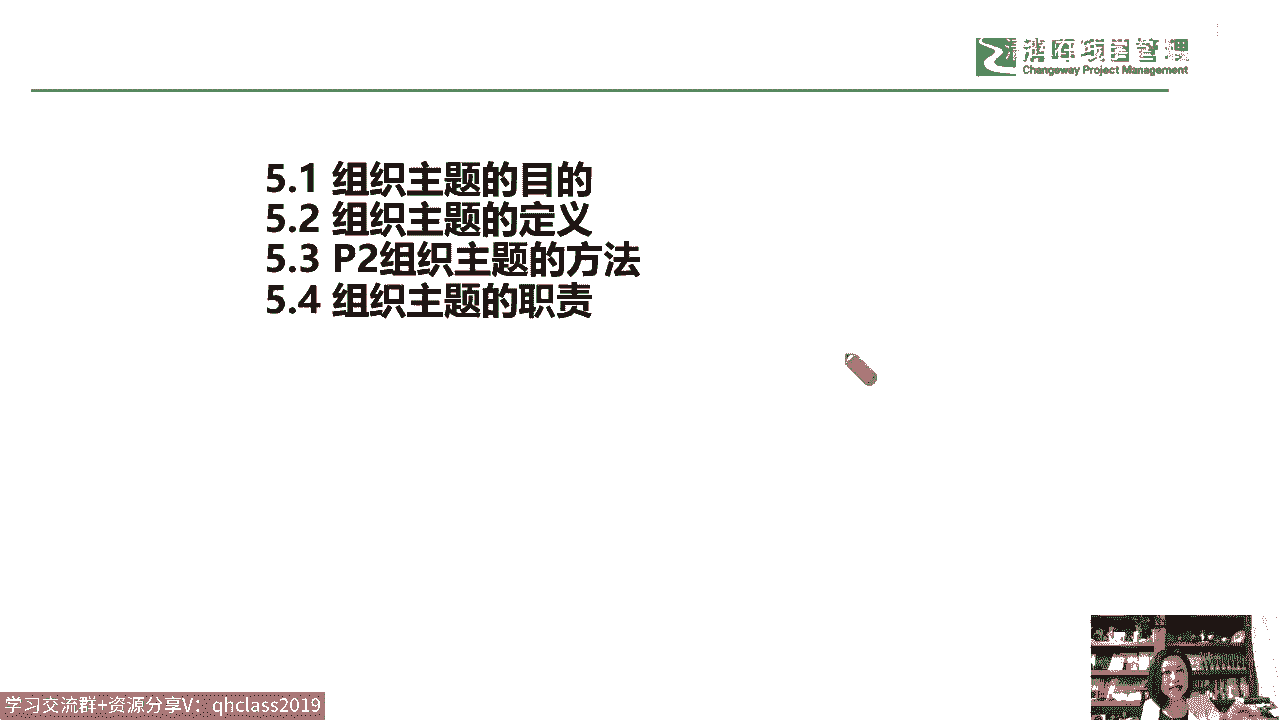 清晖项目管理
Changeway Project Management
5.1 组织主题的目的
5.2 组织主题的定义
5.3 P2组织主题的方法
5.4 组织主题的职责
学习交流群+资源分享V：qhclass2019